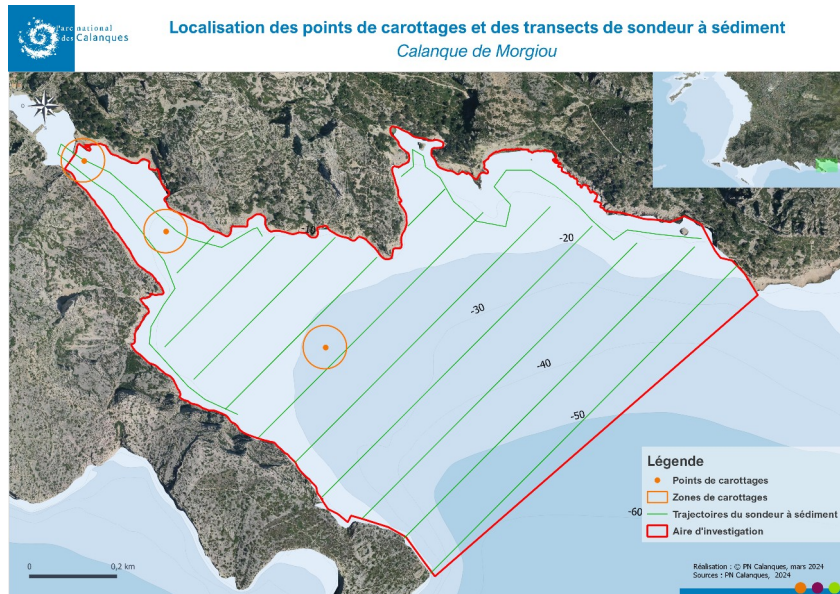 Parc national
des Calanques
Localisation des points de carottages et des transects de sondeur à sédiment
Calanque de Morgiou
-20
-30
-40
-50
-60
Légende
Points de carottages
Zones de carottages
Trajectoires du sondeur à sédiment
Aire d'investigation
0 0,2 km
Réalisation : © PN Calanques, mars 2024
Sources : PN Calanques, 2024